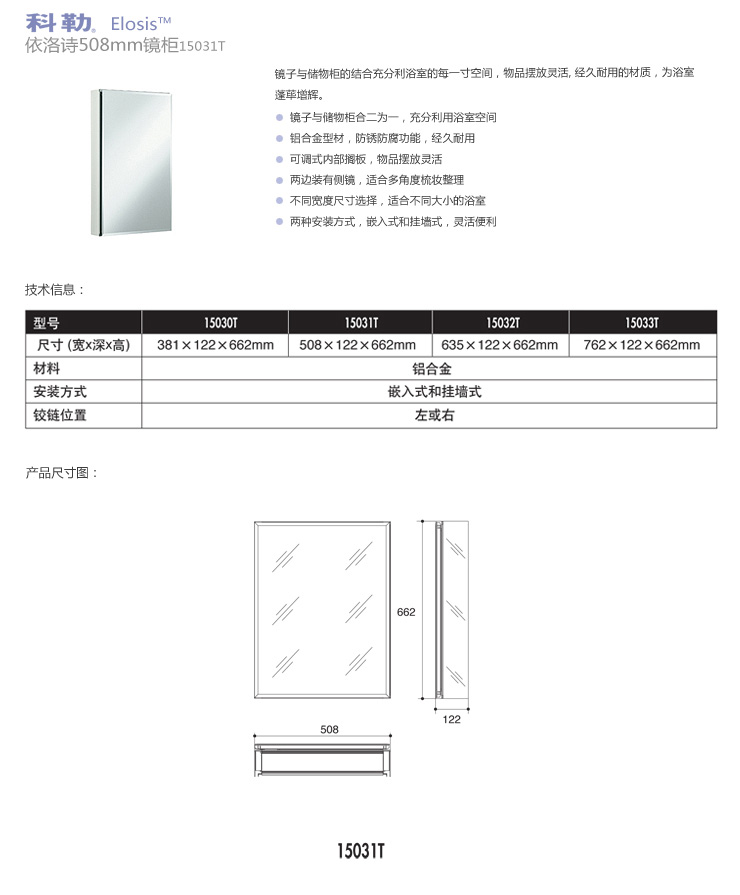 科勒® Elosis™
依洛诗508mm镜柜15031T
镜子与储物柜的结合充分利浴室的每一寸空间，物品摆放灵活, 经久耐用的材质，为浴室
蓬荜增辉。
镜子与储物柜合二为一，充分利用浴室空间
铝合金型材，防锈防腐功能，经久耐用
可调式内部搁板，物品摆放灵活
两边装有侧镜，适合多角度梳妆整理
不同宽度尺寸选择，适合不同大小的浴室
两种安装方式，嵌入式和挂墙式，灵活便利
技术信息：
型号 15030T 15031T 15032T 15033T
尺寸 (宽x深x高) 381×122×662mm 508×122×662mm 635×122×662mm 762×122×662mm
材料 铝合金
安装方式 嵌入式和挂墙式
铰链位置 左或右
产品尺寸图：
662
122
508
15031T